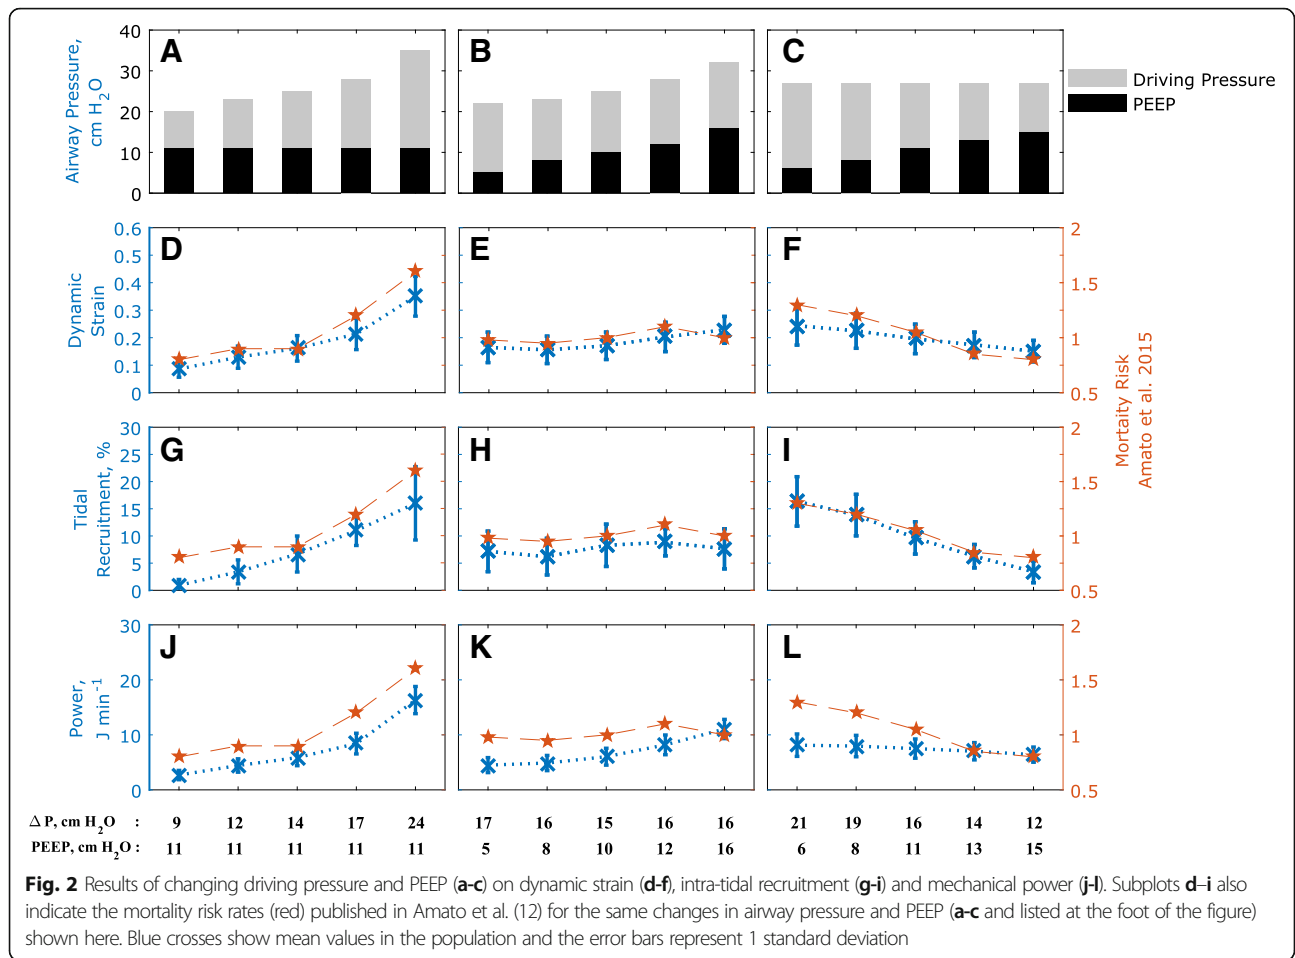 A
B
C
Airway Pressure,
cm H2O
40
30
20
10
0
Driving Pressure
PEEP
D
E
F
Dynamic
Strain
0.6
0.5
0.4
0.3
0.2
0.1
0
2
1.5
1
0.5
G
H
I
Tidal
Recruitment, %
30
25
20
15
10
5
0
2
1.5
1
0.5
Mortaity Risk
Amato et al. 2015
J
K
L
Power,
J min-1
30
20
10
0
2
1.5
1
0.5
Δ P, cm H2O : 9 12 14 17 24 17 16 15 16 16 21 19 16 14 12
PEEP, cm H2O : 11 11 11 11 11 5 8 10 12 16 6 8 11 13 15
Fig. 2 Results of changing driving pressure and PEEP (a-c) on dynamic strain (d-f), intra-tidal recruitment (g-i) and mechanical power (j-l). Subplots d–i also
indicate the mortality risk rates (red) published in Amato et al. (12) for the same changes in airway pressure and PEEP (a-c and listed at the foot of the figure)
shown here. Blue crosses show mean values in the population and the error bars represent 1 standard deviation